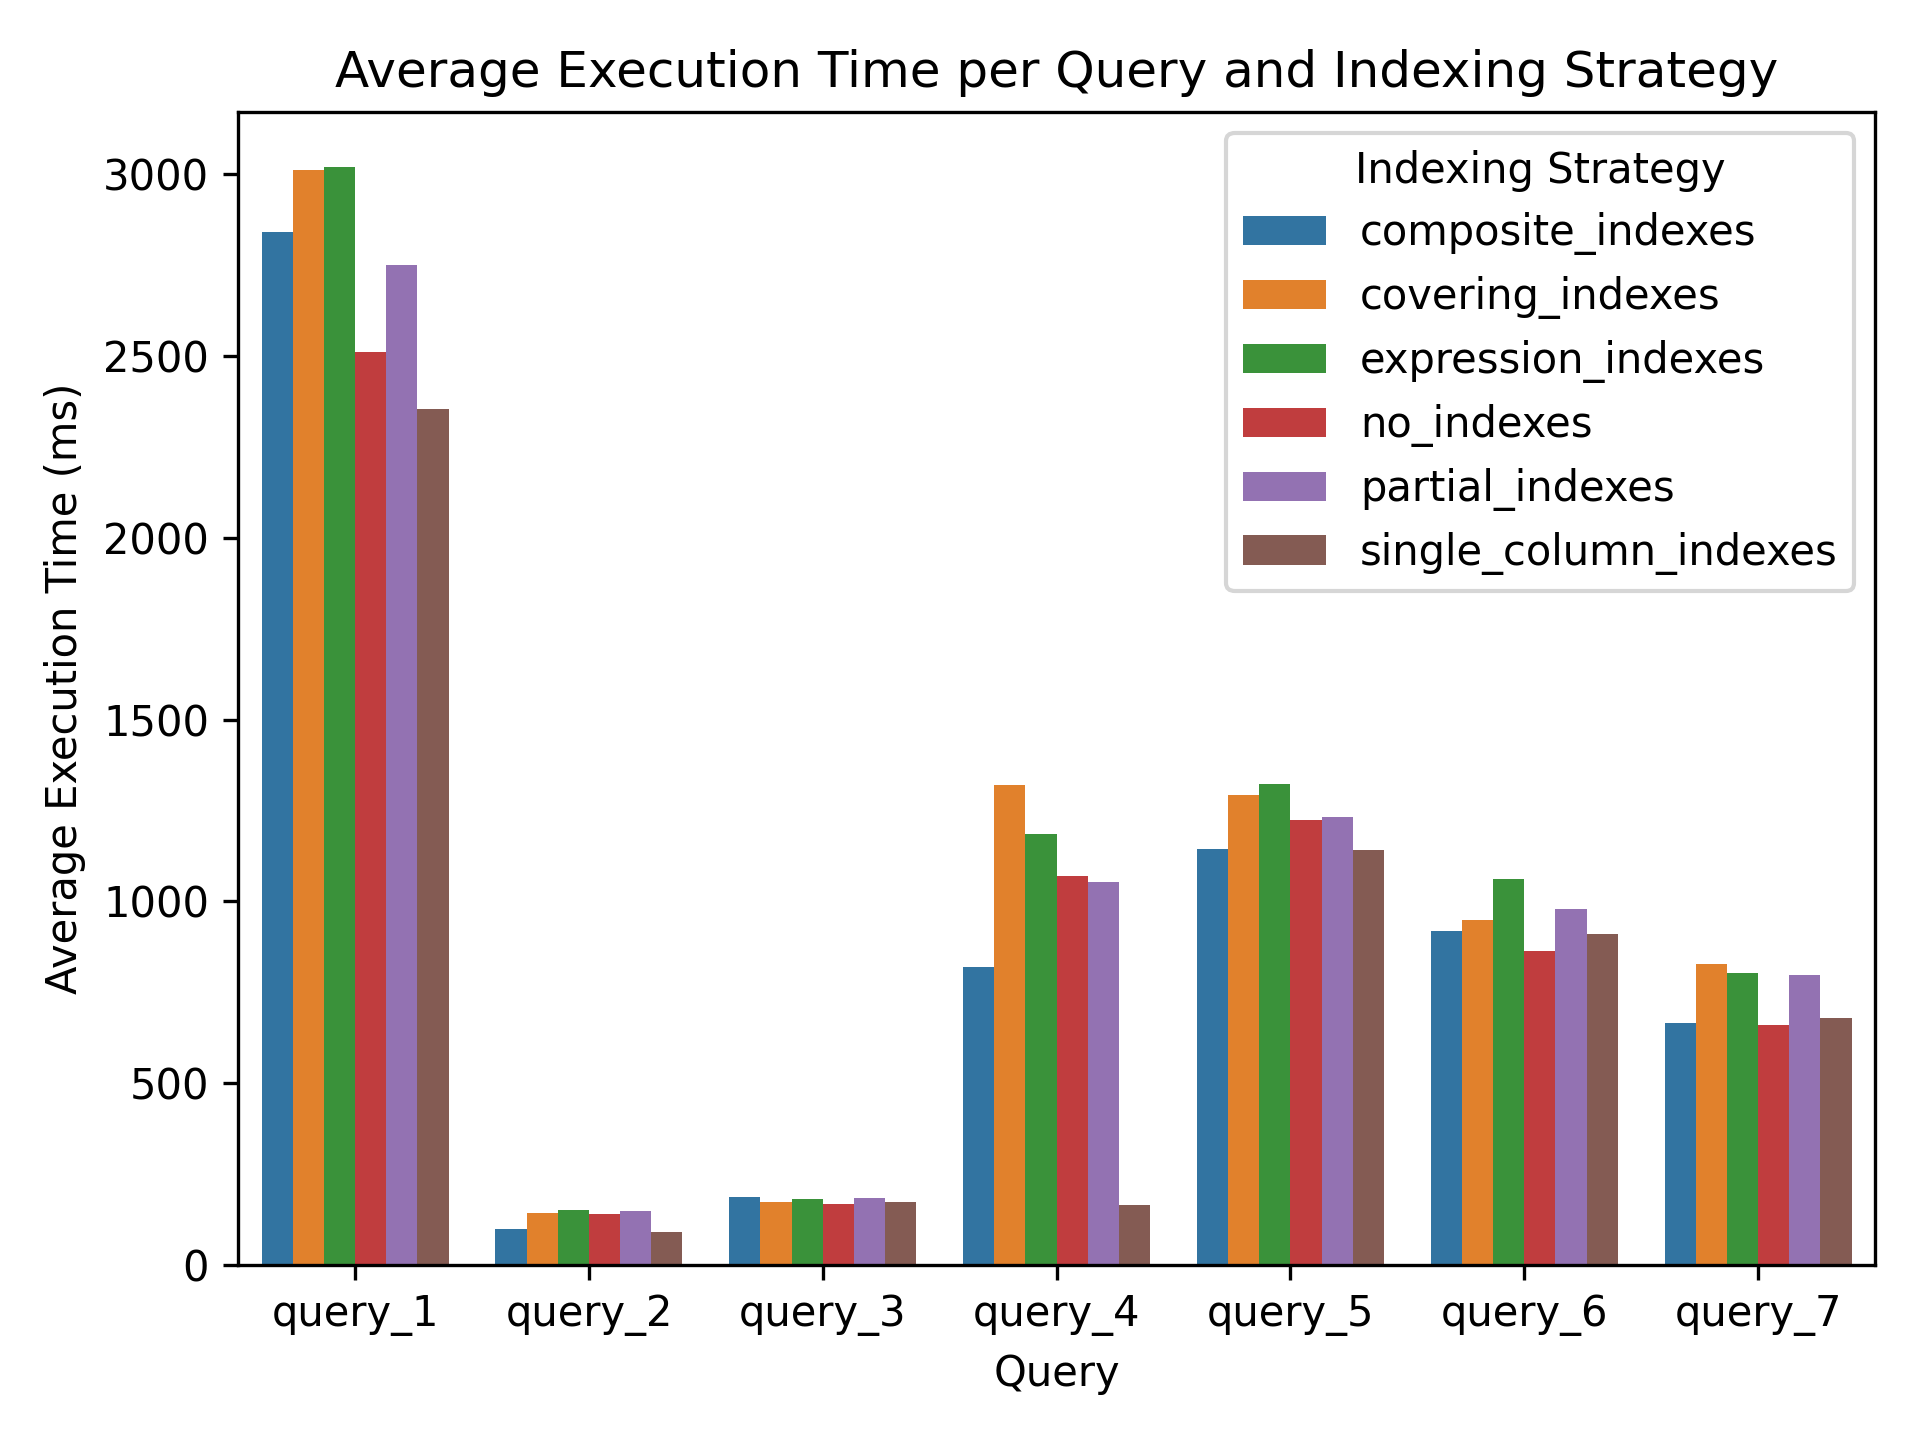 Average Execution Time per Query and Indexing Strategy
Average Execution Time (ms)
3000
2500
2000
1500
1000
500
0
Indexing Strategy
composite_indexes
covering_indexes
expression_indexes
no_indexes
partial_indexes
single_column_indexes
query_1 query_2 query_3 query_4 query_5 query_6 query_7
Query